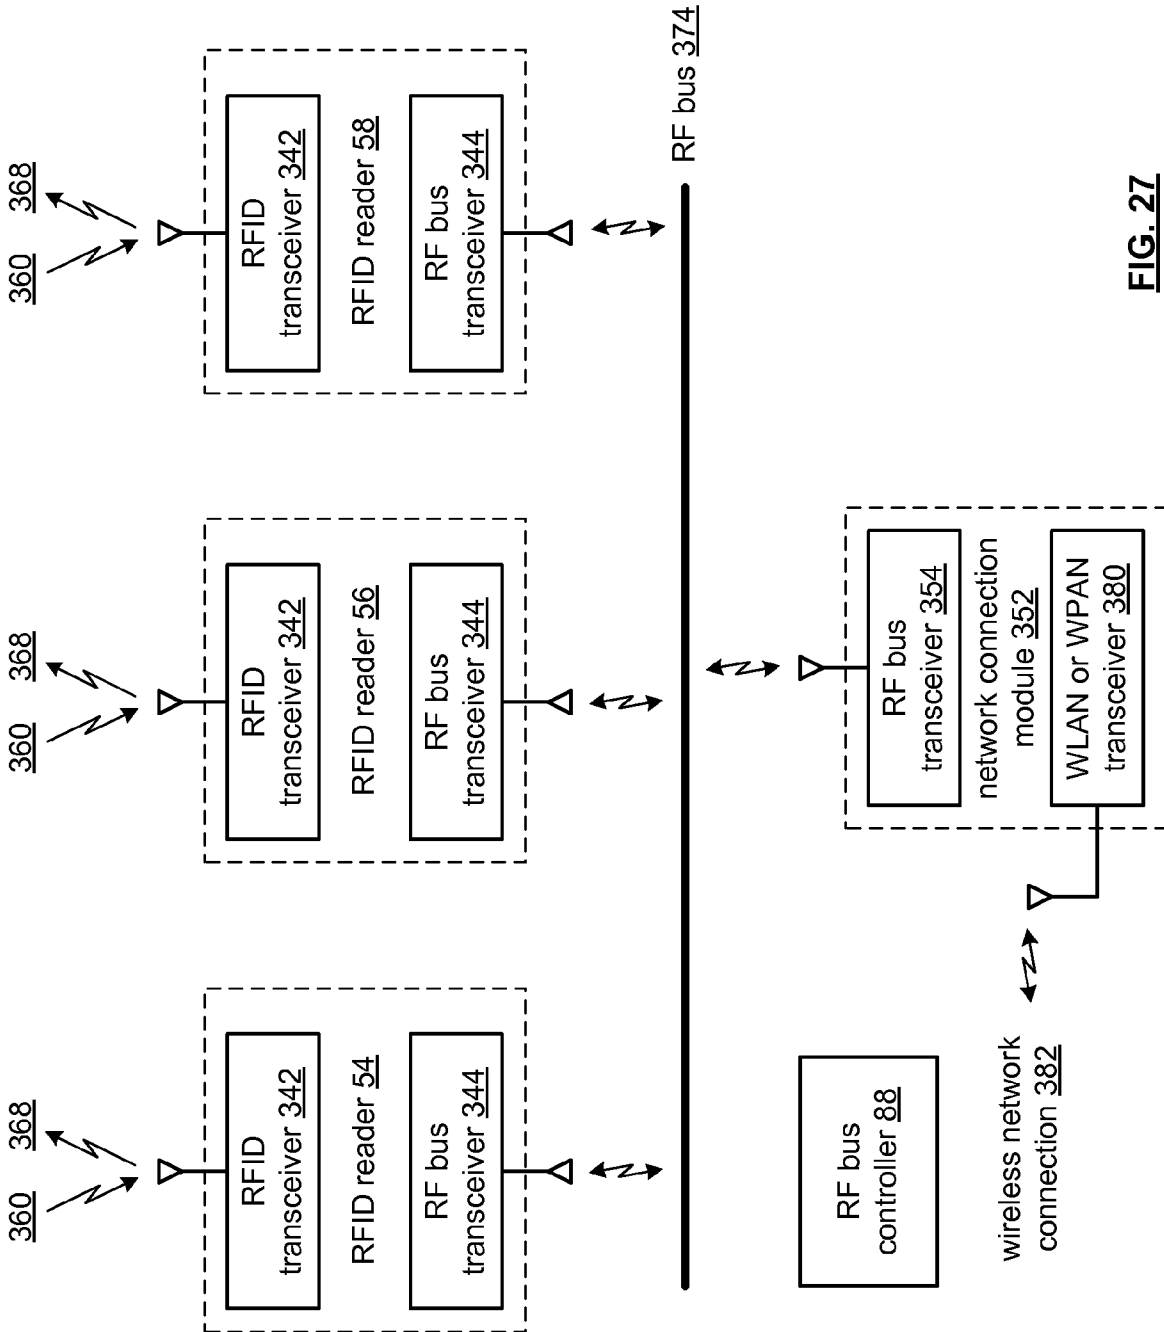 360
368
RFID
transceiver 342
RFID reader 54
RF bus
transceiver 344
360
368
RFID
transceiver 342
RFID reader 56
RF bus
transceiver 344
360
368
RFID
transceiver 342
RFID reader 58
RF bus
transceiver 344
RF bus 374
RF bus
controller 88
RF bus
transceiver 354
network connection
module 352
WLAN or WPAN
transceiver 380
wireless network
connection 382
FIG. 27